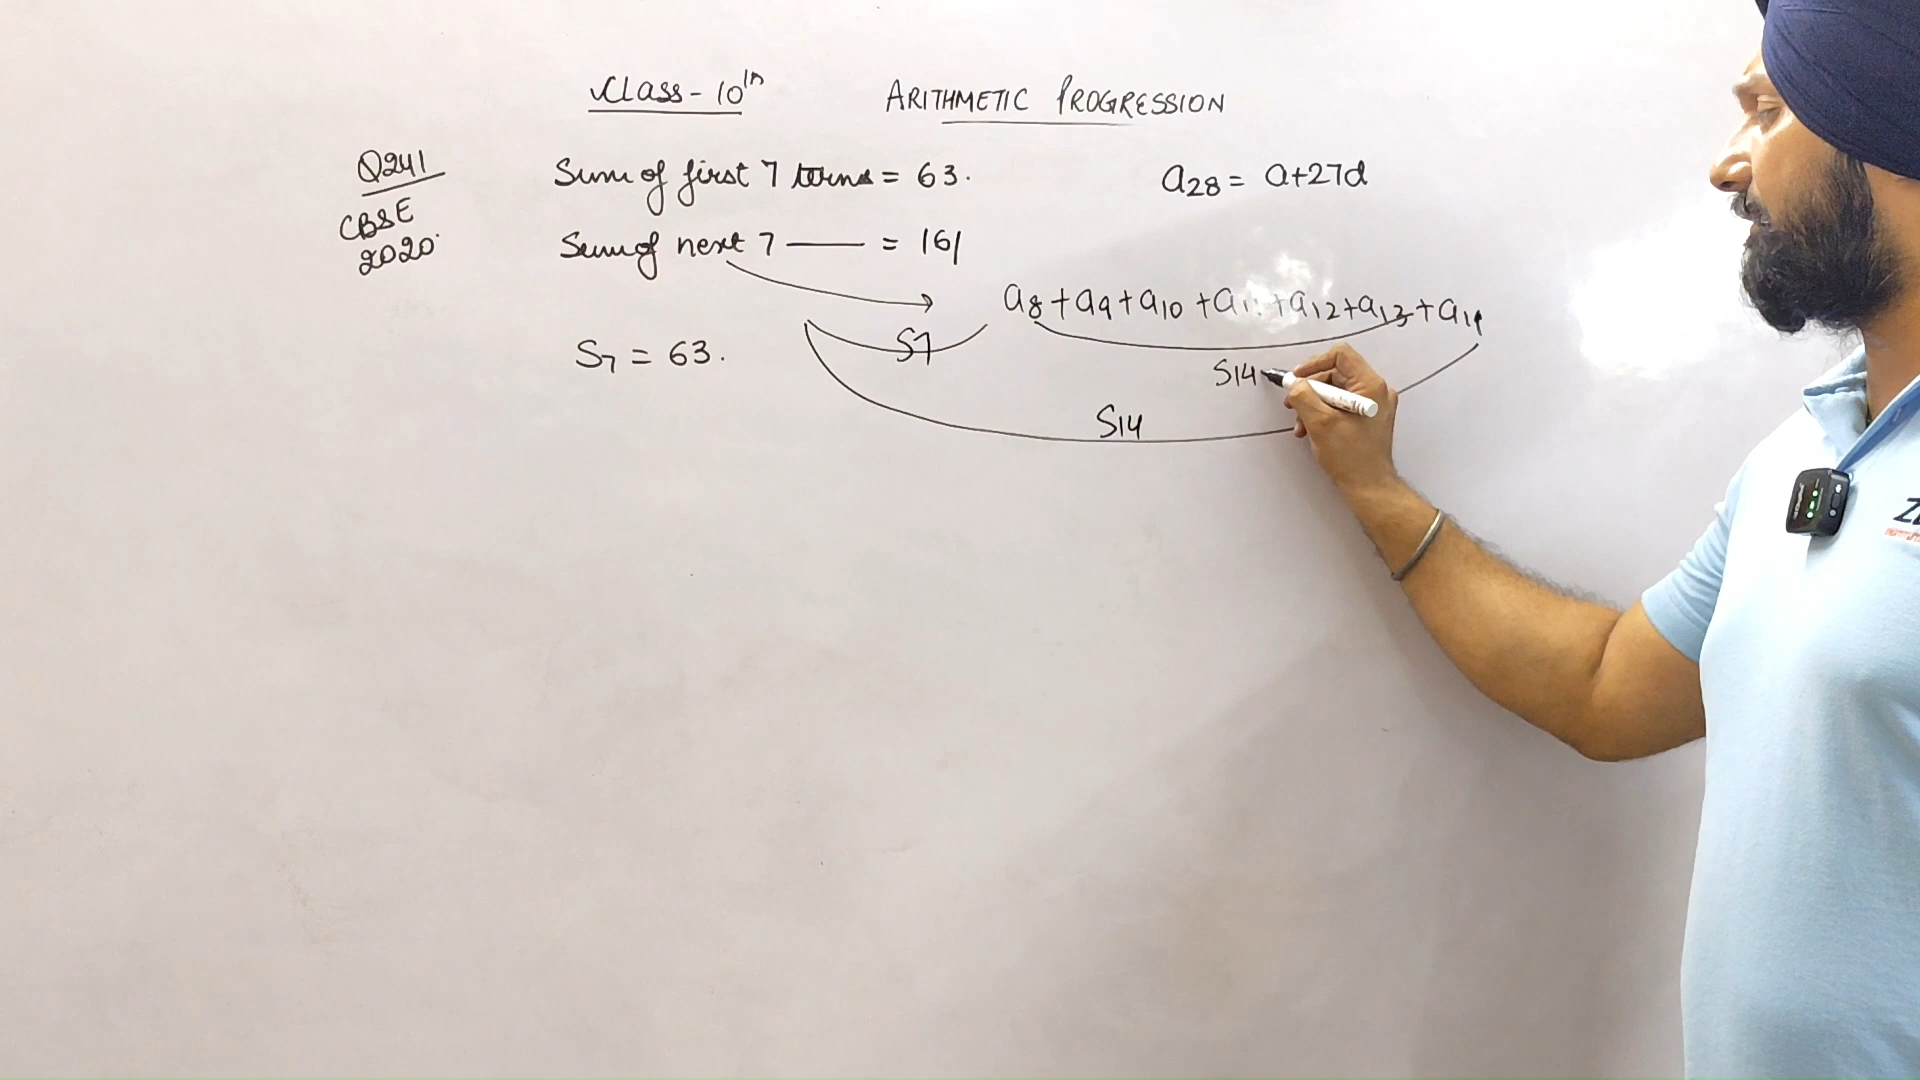 Class - 10th
ARITHMETIC PROGRESSION
Q241
CBSE
2020.
Sum of first 7 terms = 63.
a28 = a+27d
Sum of next 7 —— = 161
a8 + a9 + a10 + a11 + a12 + a13 + a14
S7
S7 = 63.
S14
S14